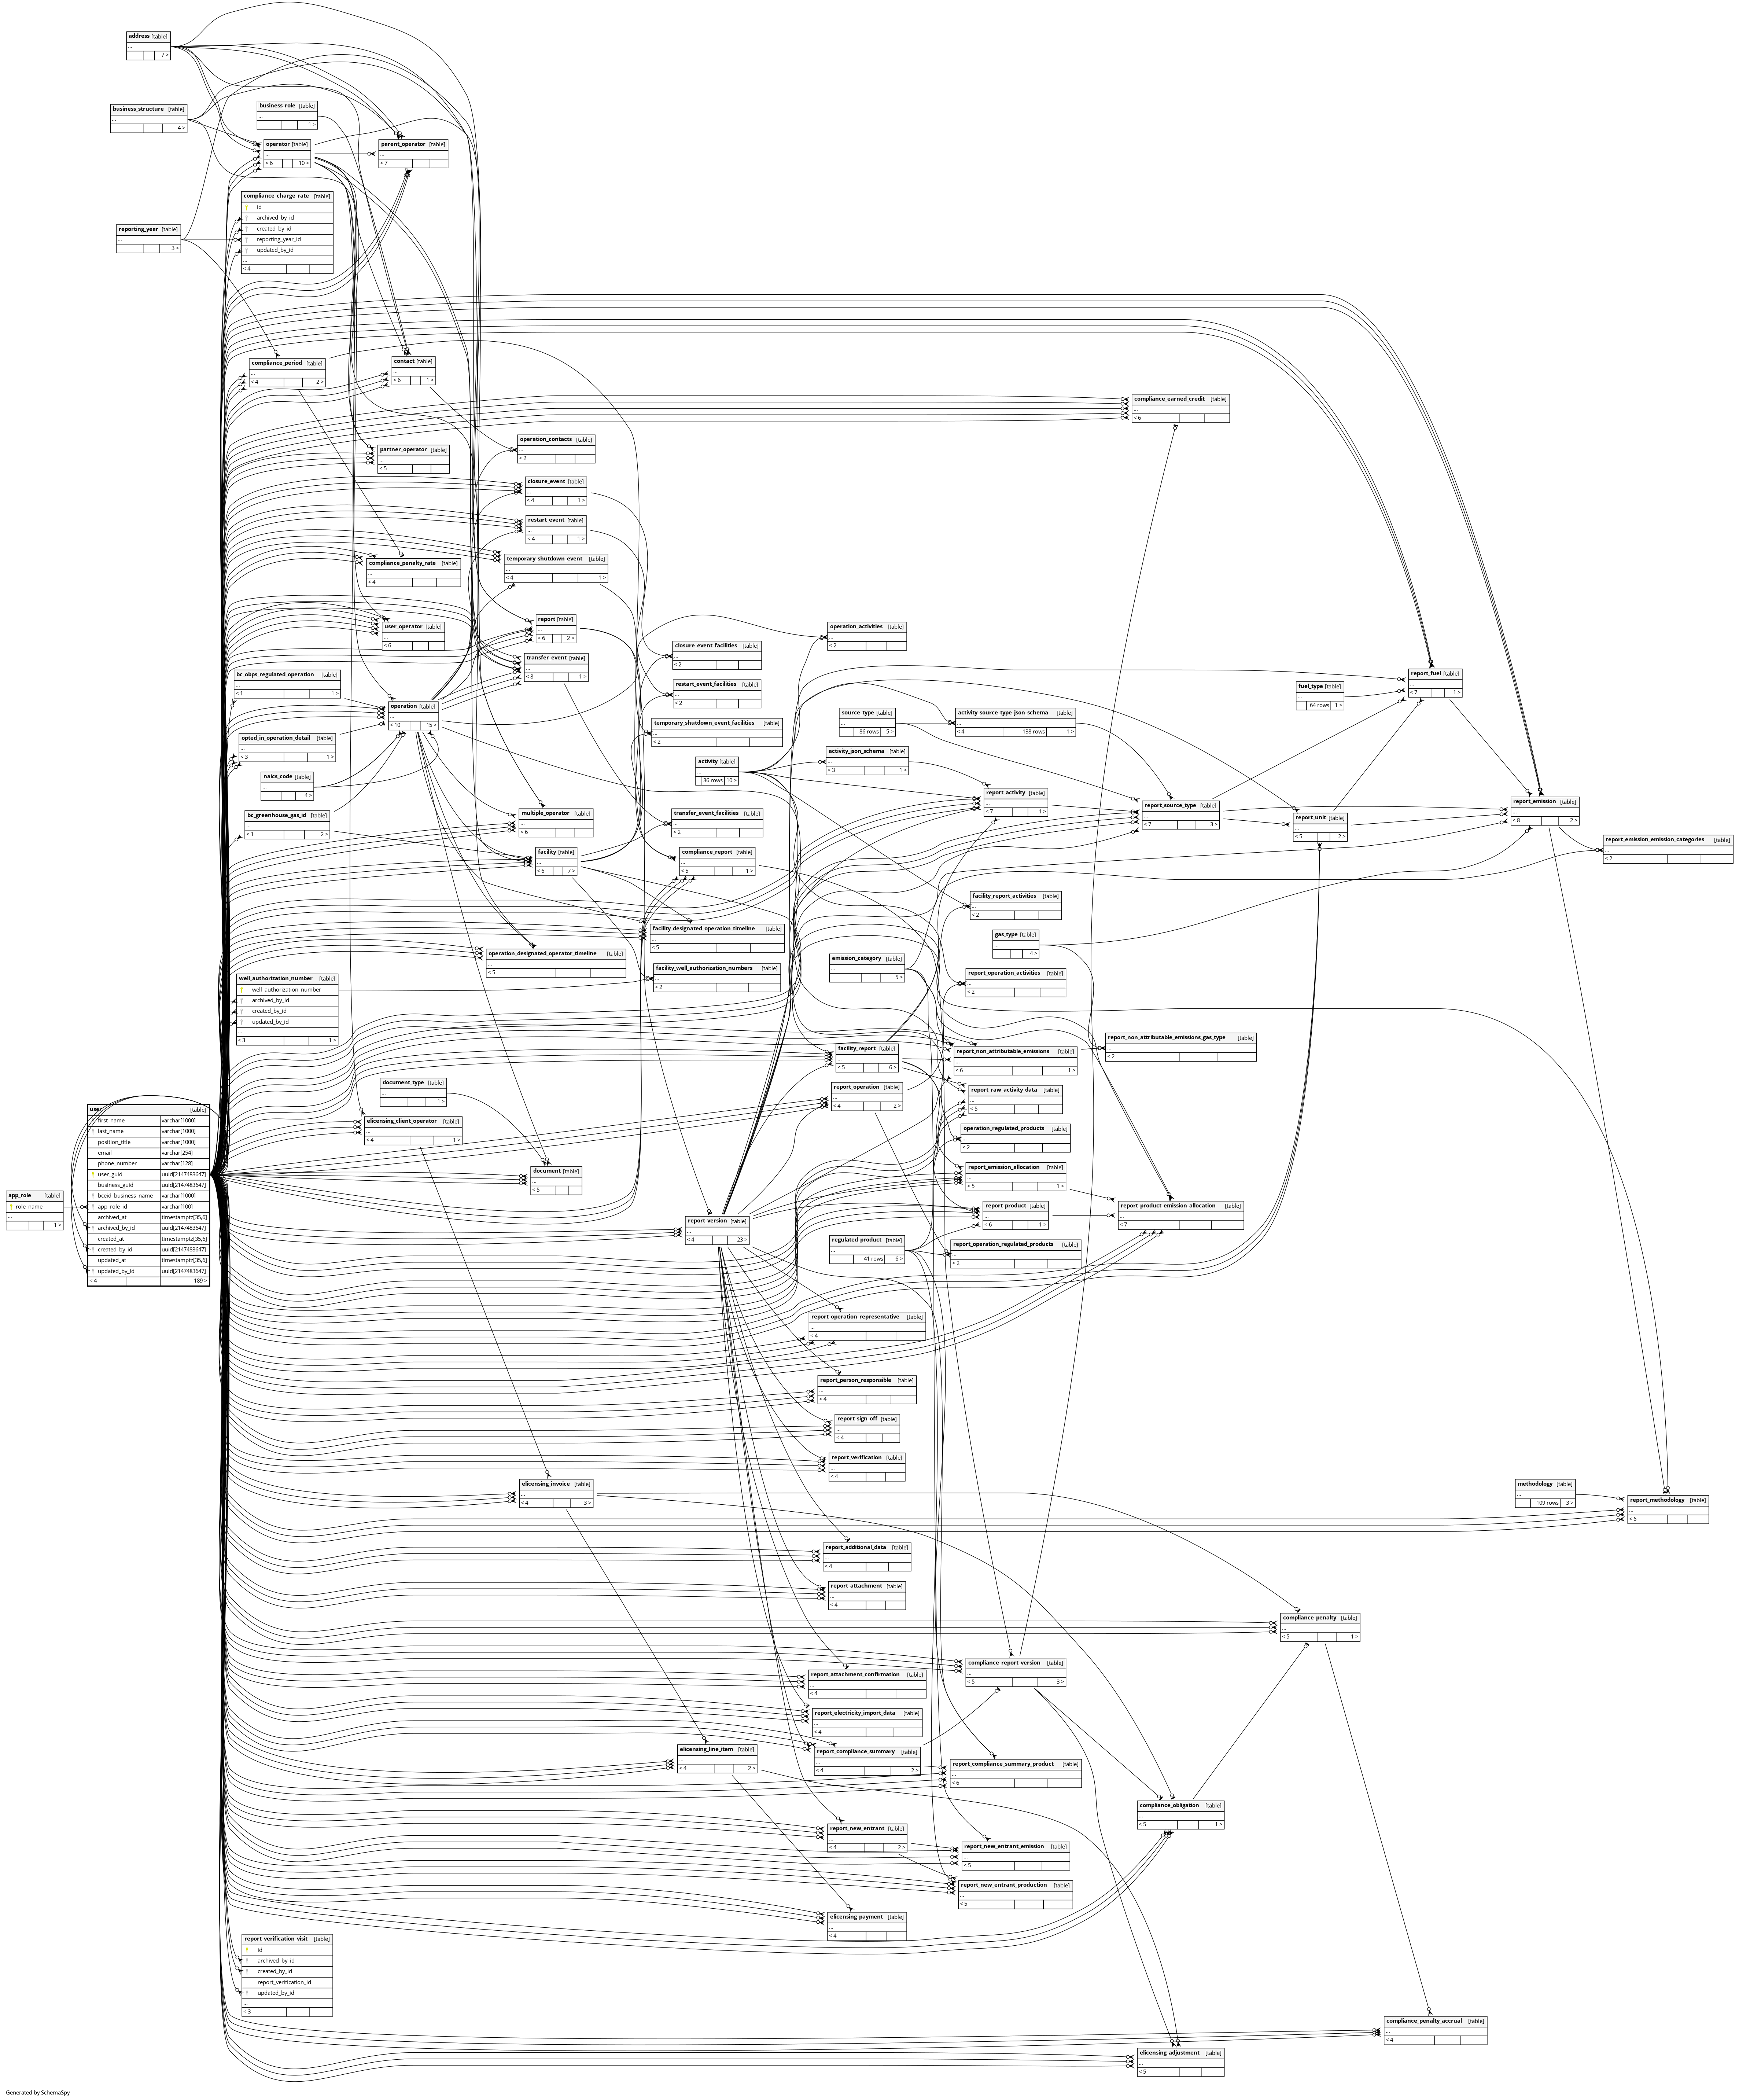 address [table]
...
7 >
business_structure [table]
...
4 >
business_role [table]
...
1 >
operator [table]
...
< 6 10 >
parent_operator [table]
...
< 7
compliance_charge_rate [table]
id
archived_by_id
created_by_id
reporting_year_id
updated_by_id
...
< 4
reporting_year [table]
...
3 >
compliance_period [table]
...
< 4 2 >
contact [table]
...
< 6 1 >
compliance_earned_credit [table]
...
< 6
partner_operator [table]
...
< 5
operation_contacts [table]
...
< 2
closure_event [table]
...
< 4 1 >
restart_event [table]
...
< 4 1 >
temporary_shutdown_event [table]
...
< 4 1 >
compliance_penalty_rate [table]
...
< 4
user_operator [table]
...
< 6
report [table]
...
< 6 2 >
transfer_event [table]
...
< 8 1 >
operation_activities [table]
...
< 2
closure_event_facilities [table]
...
< 2
restart_event_facilities [table]
...
< 2
temporary_shutdown_event_facilities [table]
...
< 2
bc_obps_regulated_operation [table]
...
< 1 1 >
operation [table]
...
< 10 15 >
opted_in_operation_detail [table]
...
< 3 1 >
naics_code [table]
...
4 >
bc_greenhouse_gas_id [table]
...
< 1 2 >
source_type [table]
...
86 rows 5 >
activity_source_type_json_schema [table]
...
< 4 138 rows 1 >
activity_json_schema [table]
...
< 3 1 >
activity [table]
...
36 rows 10 >
fuel_type [table]
...
64 rows 1 >
report_fuel [table]
...
< 7 1 >
report_activity [table]
...
< 7 1 >
report_source_type [table]
...
< 7 3 >
report_unit [table]
...
< 5 2 >
report_emission [table]
...
< 8 2 >
report_emission_emission_categories [table]
...
< 2
multiple_operator [table]
...
< 6
transfer_event_facilities [table]
...
< 2
facility [table]
...
< 6 7 >
compliance_report [table]
...
< 5 1 >
facility_report_activities [table]
...
< 2
gas_type [table]
...
4 >
facility_designated_operation_timeline [table]
...
< 5
operation_designated_operator_timeline [table]
...
< 5
facility_well_authorization_numbers [table]
...
< 2
emission_category [table]
...
5 >
report_operation_activities [table]
...
< 2
well_authorization_number [table]
well_authorization_number
archived_by_id
created_by_id
updated_by_id
...
< 3 1 >
facility_report [table]
...
< 5 6 >
report_non_attributable_emissions [table]
...
< 6 1 >
report_non_attributable_emissions_gas_type [table]
...
< 2
document_type [table]
...
1 >
report_operation [table]
...
< 4 2 >
report_raw_activity_data [table]
...
< 5
user [table]
first_name varchar[1000]
last_name varchar[1000]
position_title varchar[1000]
email varchar[254]
phone_number varchar[128]
user_guid uuid[2147483647]
business_guid uuid[2147483647]
bceid_business_name varchar[1000]
app_role_id varchar[100]
archived_at timestamptz[35,6]
archived_by_id uuid[2147483647]
created_at timestamptz[35,6]
created_by_id uuid[2147483647]
updated_at timestamptz[35,6]
updated_by_id uuid[2147483647]
< 4 189 >
app_role [table]
role_name
...
1 >
elicensing_client_operator [table]
...
< 4 1 >
operation_regulated_products [table]
...
< 2
document [table]
...
< 5
report_emission_allocation [table]
...
< 5 1 >
report_product [table]
...
< 6 1 >
report_product_emission_allocation [table]
...
< 7
report_version [table]
...
< 4 23 >
regulated_product [table]
...
41 rows 6 >
report_operation_regulated_products [table]
...
< 2
report_operation_representative [table]
...
< 4
report_person_responsible [table]
...
< 4
report_sign_off [table]
...
< 4
report_verification [table]
...
< 4
elicensing_invoice [table]
...
< 4 3 >
methodology [table]
...
109 rows 3 >
report_methodology [table]
...
< 6
report_additional_data [table]
...
< 4
report_attachment [table]
...
< 4
compliance_penalty [table]
...
< 5 1 >
compliance_report_version [table]
...
< 5 3 >
report_attachment_confirmation [table]
...
< 4
report_electricity_import_data [table]
...
< 4
elicensing_line_item [table]
...
< 4 2 >
report_compliance_summary [table]
...
< 4 2 >
report_compliance_summary_product [table]
...
< 6
compliance_obligation [table]
...
< 5 1 >
report_new_entrant [table]
...
< 4 2 >
report_new_entrant_emission [table]
...
< 5
report_new_entrant_production [table]
...
< 5
elicensing_payment [table]
...
< 4
report_verification_visit [table]
id
archived_by_id
created_by_id
report_verification_id
updated_by_id
...
< 3
compliance_penalty_accrual [table]
...
< 4
elicensing_adjustment [table]
...
< 5
Generated by SchemaSpy